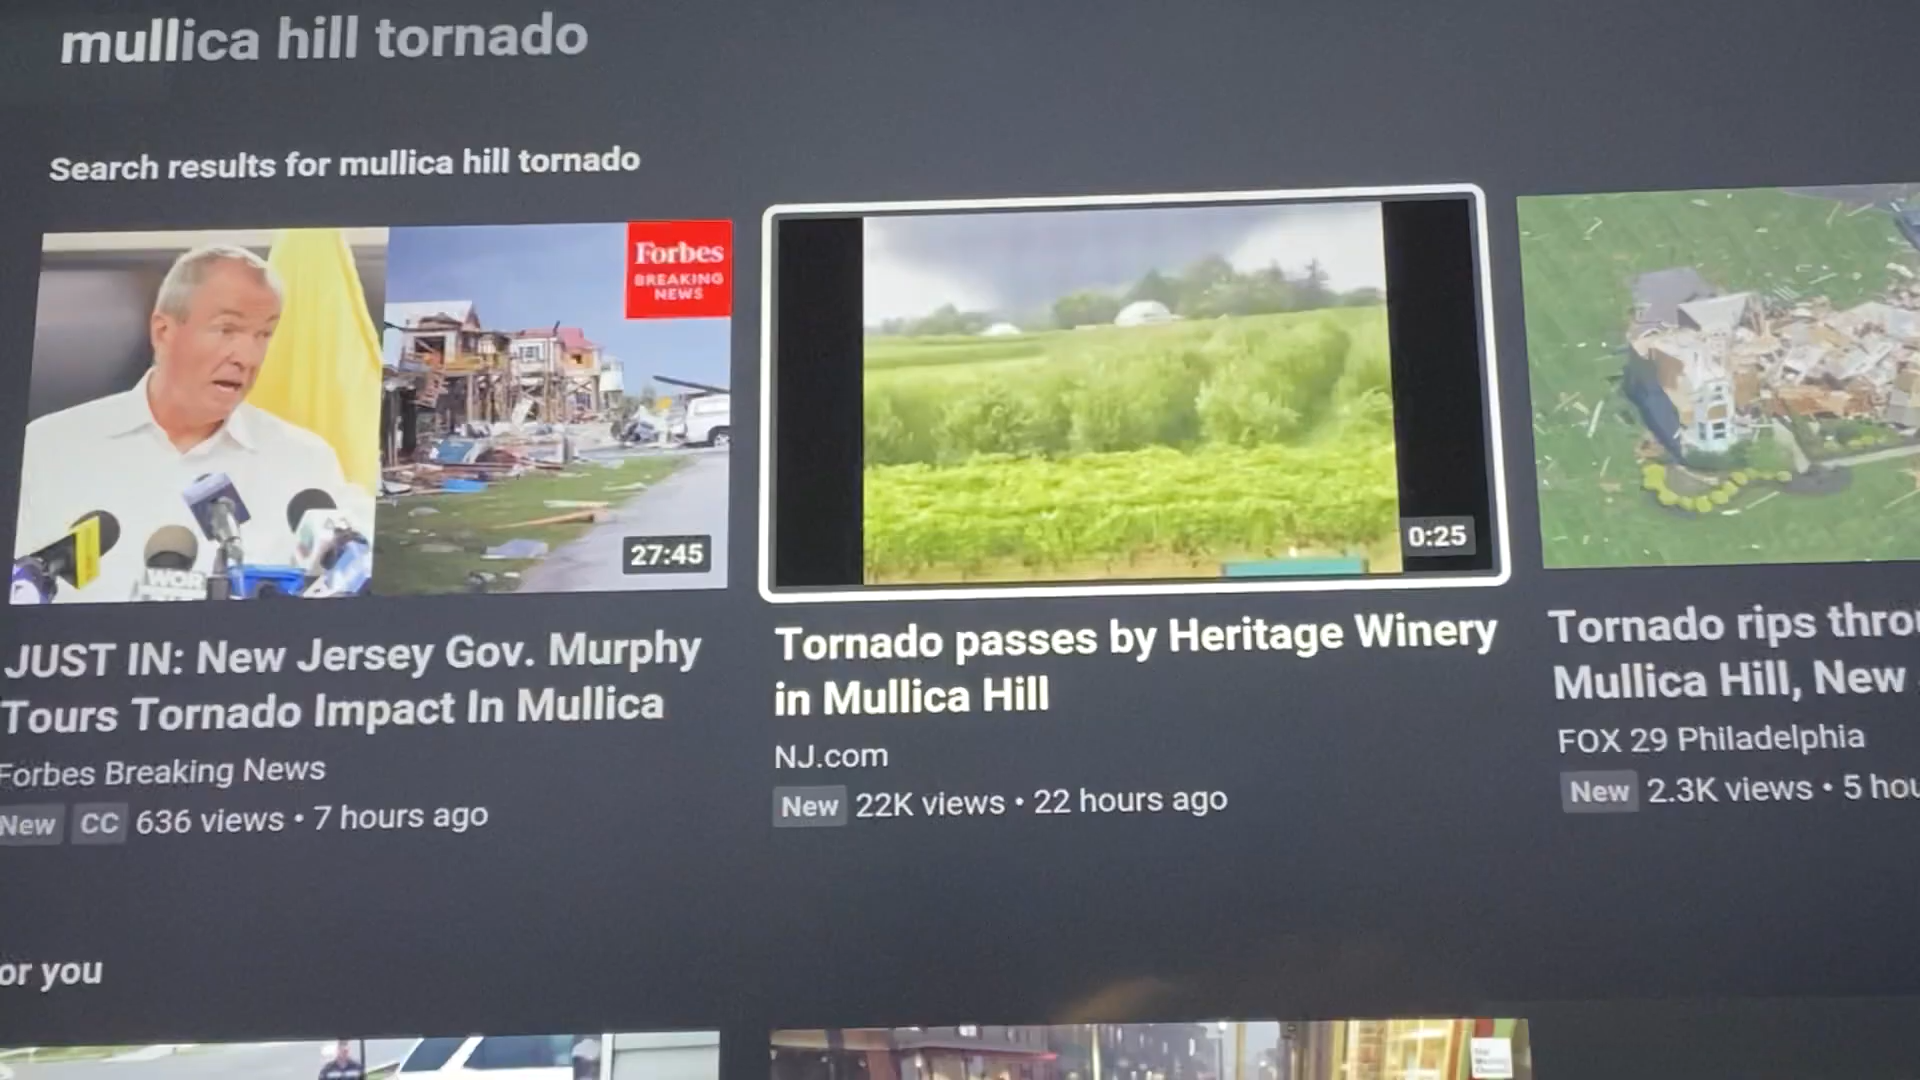 mullica hill tornado
Search results for mullica hill tornado
Forbes
BREAKING
NEWS
WOR
27:45
JUST IN: New Jersey Gov. Murphy
Tours Tornado Impact In Mullica
Forbes Breaking News
New CC 636 views • 7 hours ago
0:25
Tornado passes by Heritage Winery
in Mullica Hill
NJ.com
New 22K views • 22 hours ago
Tornado rips thro
Mullica Hill, New
FOX 29 Philadelphia
New 2.3K views • 5 hou
or you